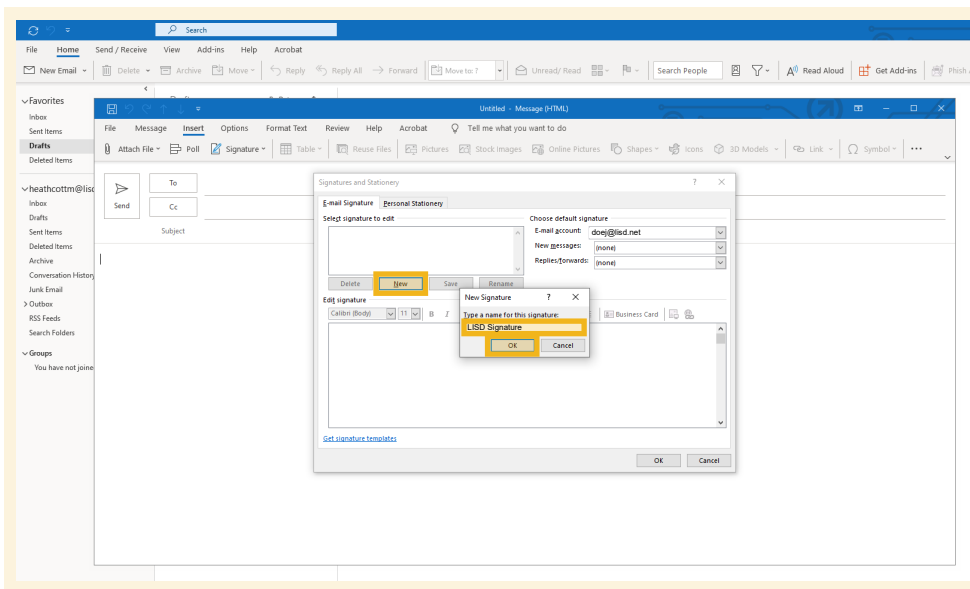 Search
File Home Send / Receive View Add-ins Help Acrobat
New Email Delete Archive Move Reply Reply All Forward Move to: ? Unread/ Read Search People Read Aloud Get Add-ins Phish
Favorites
Inbox
Sent Items
Drafts
Deleted Items
heathcottm@lisd
Inbox
Drafts
Sent Items
Deleted Items
Archive
Conversation History
Junk Email
Outbox
RSS Feeds
Search Folders
Groups
You have not joine
Untitled - Message (HTML)
File Message Insert Options Format Text Review Help Acrobat Tell me what you want to do
Attach File Poll Signature Table Reuse Files Pictures Stock Images Online Pictures Shapes Icons 3D Models Link Symbol
Send
To
Cc
Subject
Signatures and Stationery ?
E-mail Signature Personal Stationery
Select signature to edit
Choose default signature
E-mail account: doej@lisd.net
New messages: (none)
Replies/forwards: (none)
Delete New Save Rename
Edit signature
Calibri (Body) 11 B I Business Card
New Signature ?
Type a name for this signature:
LISD Signature
OK Cancel
Get signature templates
OK Cancel